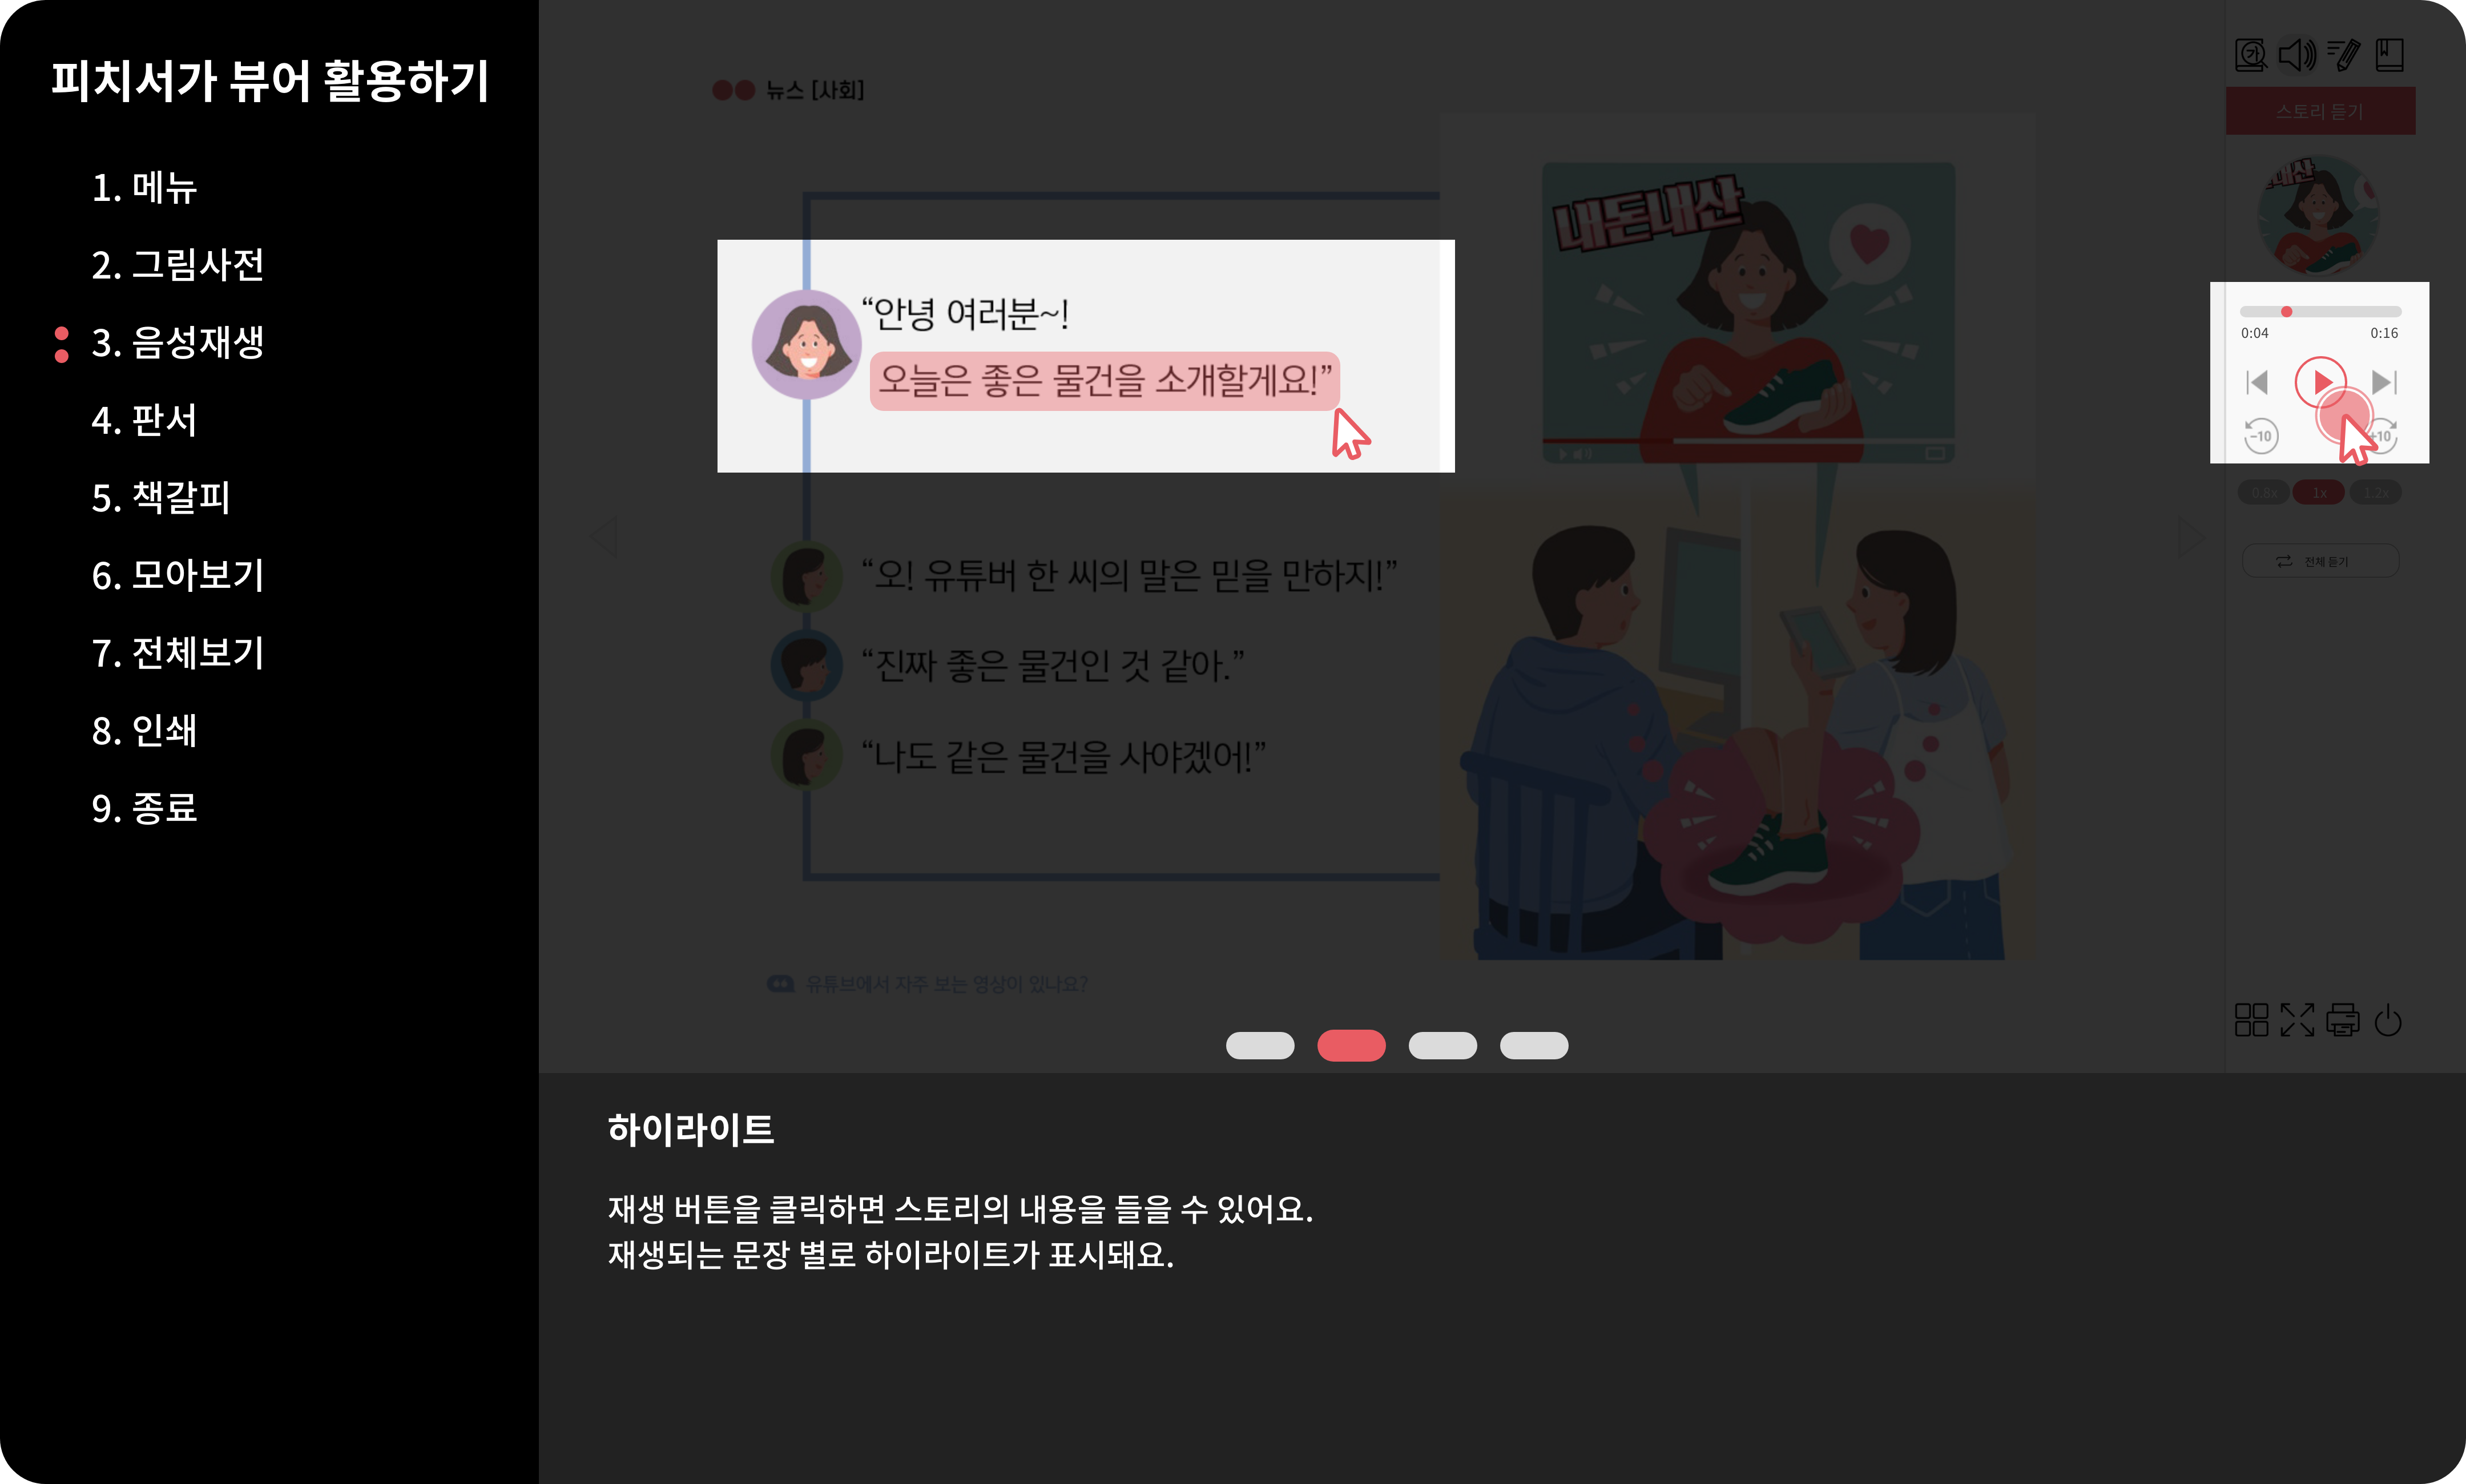 피치서가 뷰어 활용하기
1. 메뉴
2. 그림사전
3. 음성재생
4. 판서
5. 책갈피
6. 모아보기
7. 전체보기
8. 인쇄
9. 종료
뉴스 [사회]
“안녕 여러분~!
오늘은 좋은 물건을 소개할게요!”
“오! 유튜버 한 씨의 말은 믿을 만하지!”
“진짜 좋은 물건인 것 같아.”
“나도 같은 물건을 사야겠어!”
유튜브에서 자주 보는 영상이 있나요?
내돈내산
가
스토리 듣기
내산
0:04 0:16
-10 +10
0.8x 1x 1.2x
전체 듣기
하이라이트
재생 버튼을 클릭하면 스토리의 내용을 들을 수 있어요.
재생되는 문장 별로 하이라이트가 표시돼요.